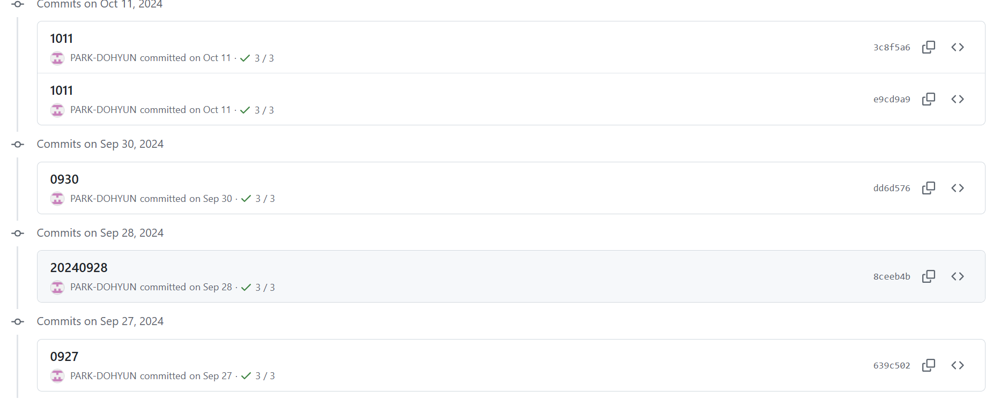 Commits on Oct 11, 2024
1011
PARK-DOHYUN committed on Oct 11 · 3 / 3
3c8f5a6
1011
PARK-DOHYUN committed on Oct 11 · 3 / 3
e9cd9a9
Commits on Sep 30, 2024
0930
PARK-DOHYUN committed on Sep 30 · 3 / 3
dd6d576
Commits on Sep 28, 2024
20240928
PARK-DOHYUN committed on Sep 28 · 3 / 3
8ceeb4b
Commits on Sep 27, 2024
0927
PARK-DOHYUN committed on Sep 27 · 3 / 3
639c502